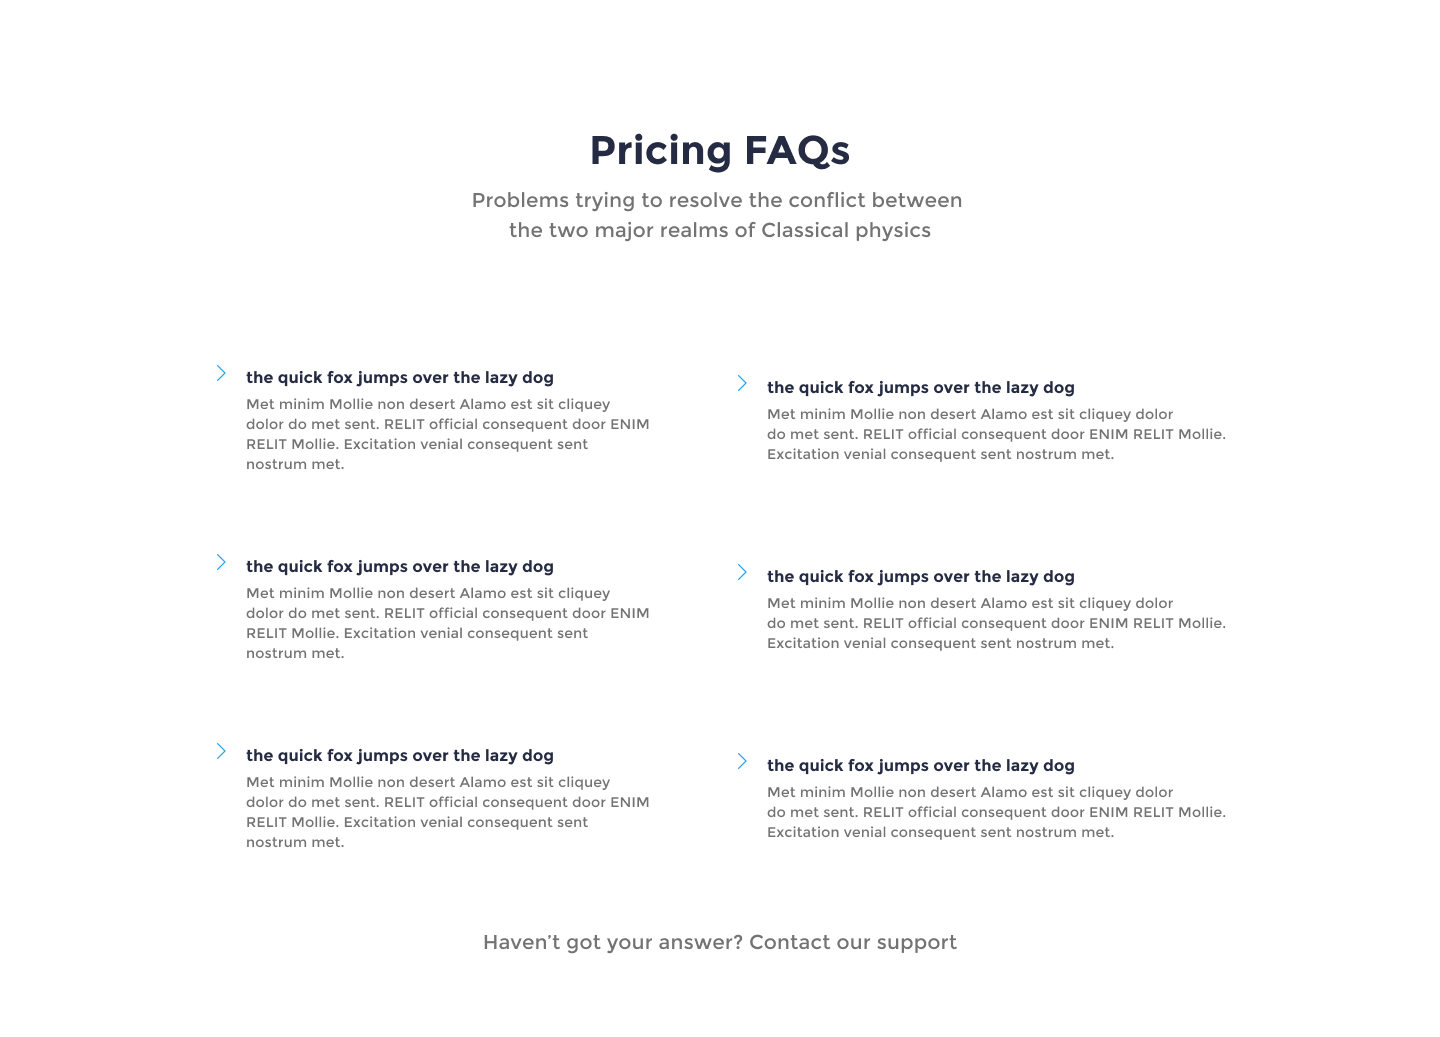 Pricing FAQs
Problems trying to resolve the conflict between
the two major realms of Classical physics
the quick fox jumps over the lazy dog
Met minim Mollie non desert Alamo est sit cliquey
dolor do met sent. RELIT official consequent door ENIM
RELIT Mollie. Excitation venial consequent sent
nostrum met.
the quick fox jumps over the lazy dog
Met minim Mollie non desert Alamo est sit cliquey dolor
do met sent. RELIT official consequent door ENIM RELIT Mollie.
Excitation venial consequent sent nostrum met.
the quick fox jumps over the lazy dog
Met minim Mollie non desert Alamo est sit cliquey
dolor do met sent. RELIT official consequent door ENIM
RELIT Mollie. Excitation venial consequent sent
nostrum met.
the quick fox jumps over the lazy dog
Met minim Mollie non desert Alamo est sit cliquey dolor
do met sent. RELIT official consequent door ENIM RELIT Mollie.
Excitation venial consequent sent nostrum met.
the quick fox jumps over the lazy dog
Met minim Mollie non desert Alamo est sit cliquey
dolor do met sent. RELIT official consequent door ENIM
RELIT Mollie. Excitation venial consequent sent
nostrum met.
the quick fox jumps over the lazy dog
Met minim Mollie non desert Alamo est sit cliquey dolor
do met sent. RELIT official consequent door ENIM RELIT Mollie.
Excitation venial consequent sent nostrum met.
Haven’t got your answer? Contact our support